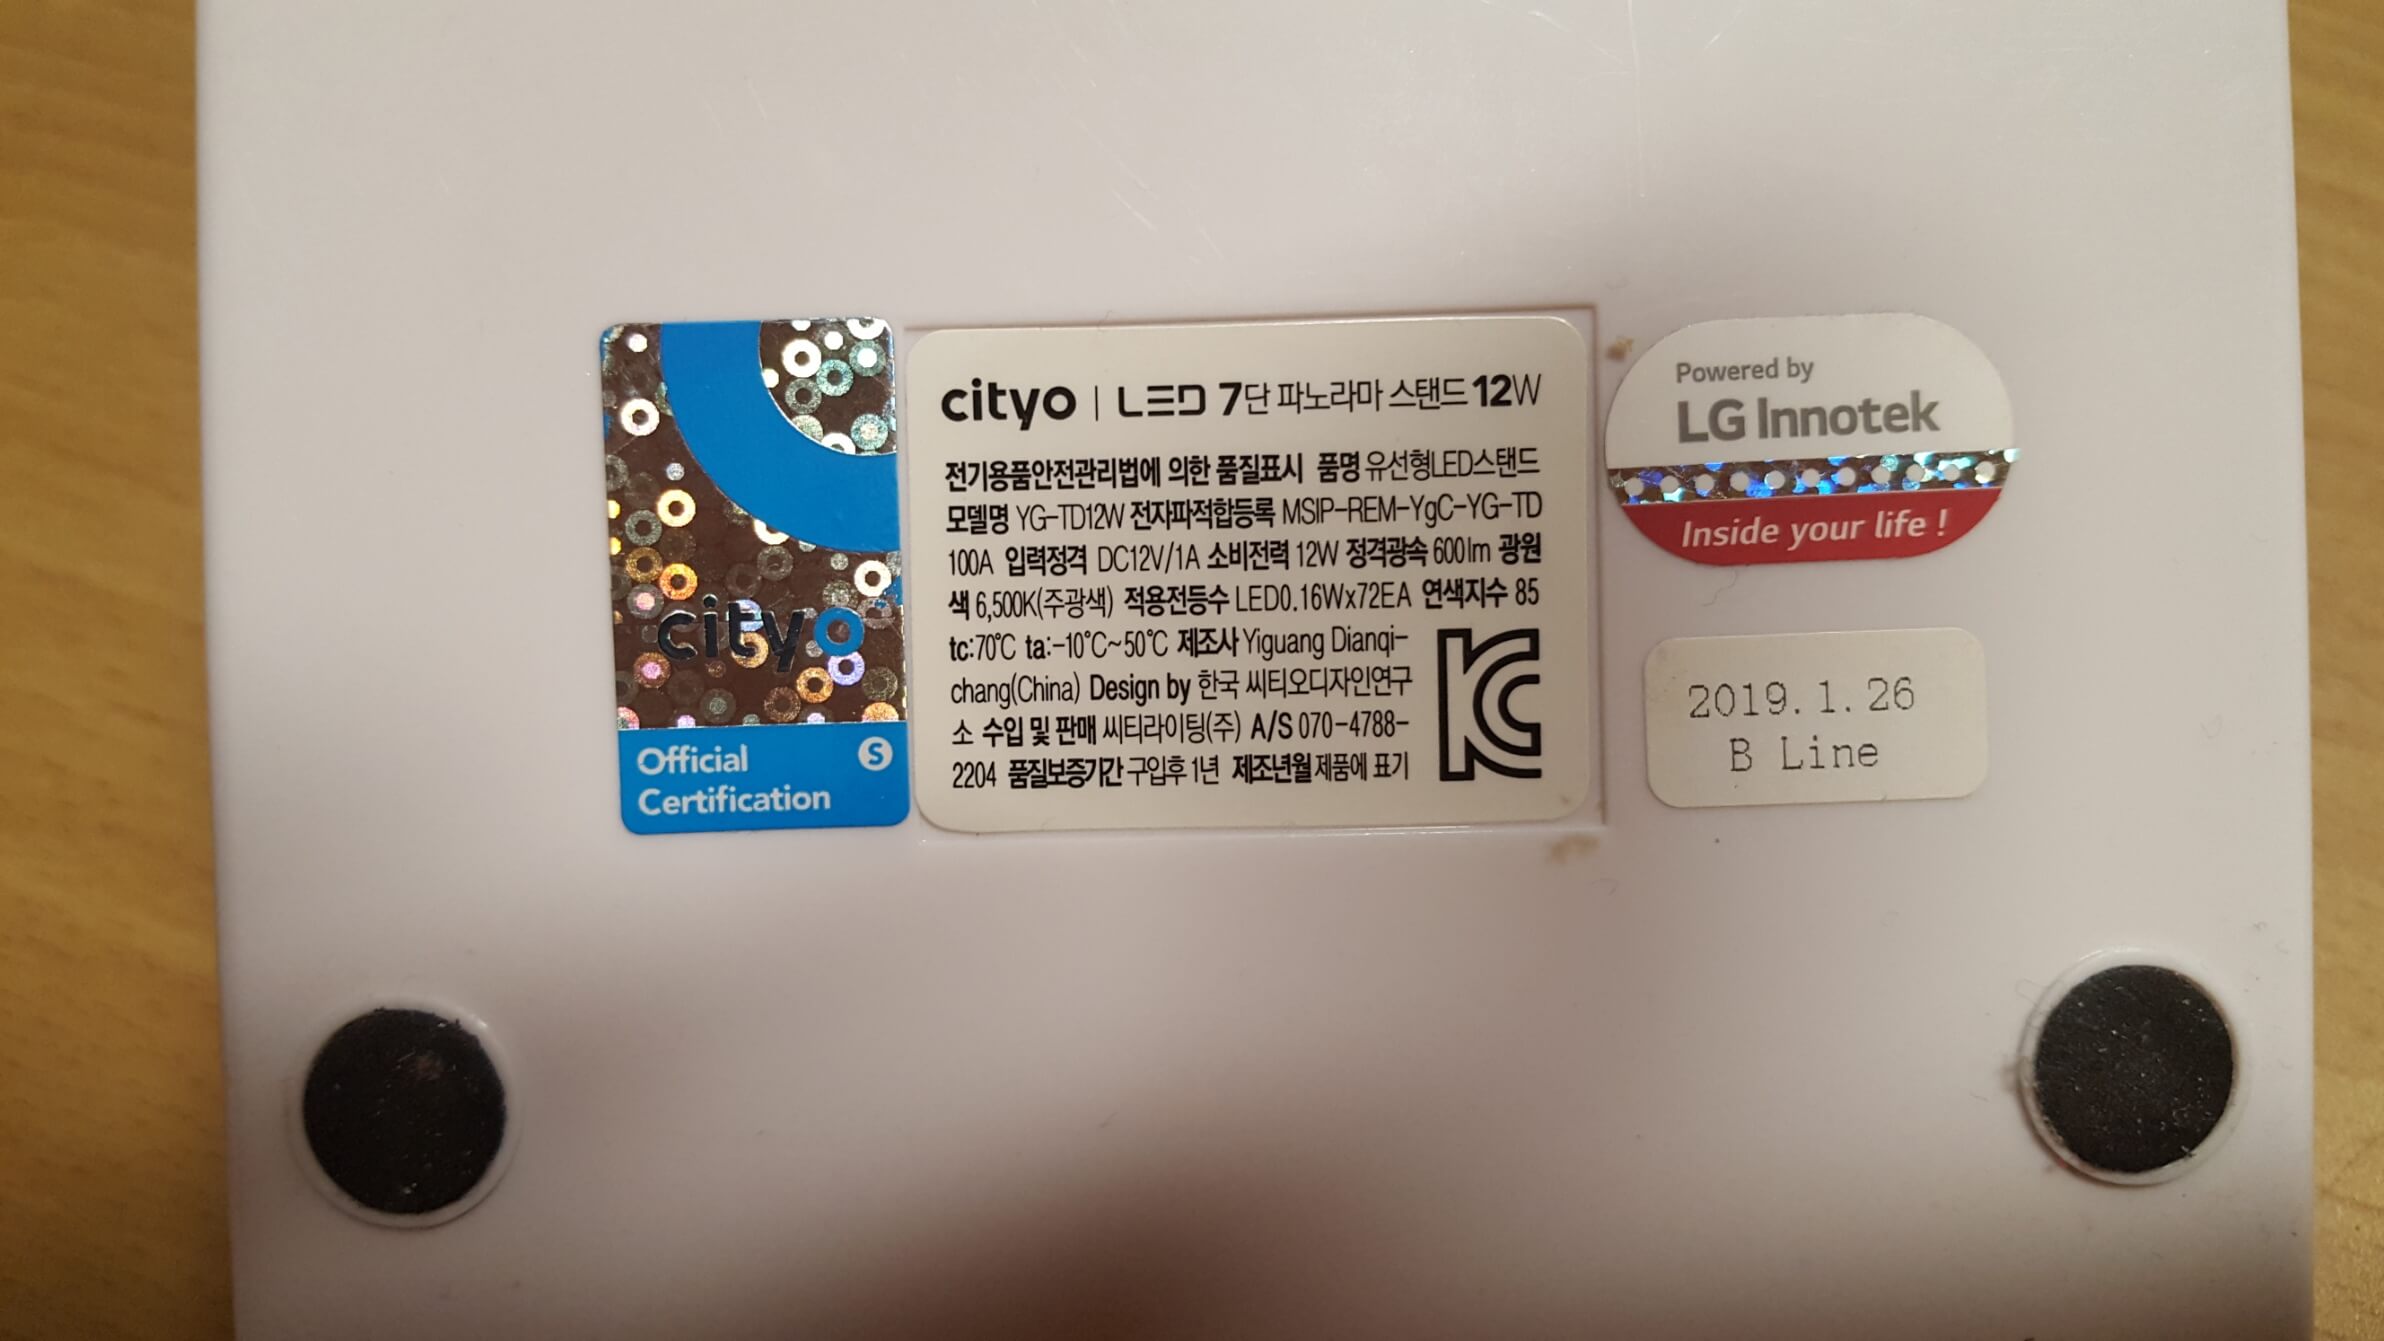 cityo
Official
Certification
S
cityo | LED 7단 파노라마 스탠드 12W
전기용품안전관리법에 의한 품질표시 품명 유선형LED스탠드
모델명 YG-TD12W 전자파적합등록 MSIP-REM-YgC-YG-TD
100A 입력정격 DC12V/1A 소비전력 12W 정격광속 600lm 광원
색 6,500K(주광색) 적용전등수 LED0.16Wx72EA 연색지수 85
tc:70℃ ta:-10℃~50℃ 제조사 Yiguang Dianqi-
chang(China) Design by 한국 씨티오디자인연구
소 수입 및 판매 씨티라이팅(주) A/S 070-4788-
2204 품질보증기간 구입후 1년 제조년월 제품에 표기
Powered by
LG Innotek
Inside your life !
2019.1.26
B Line